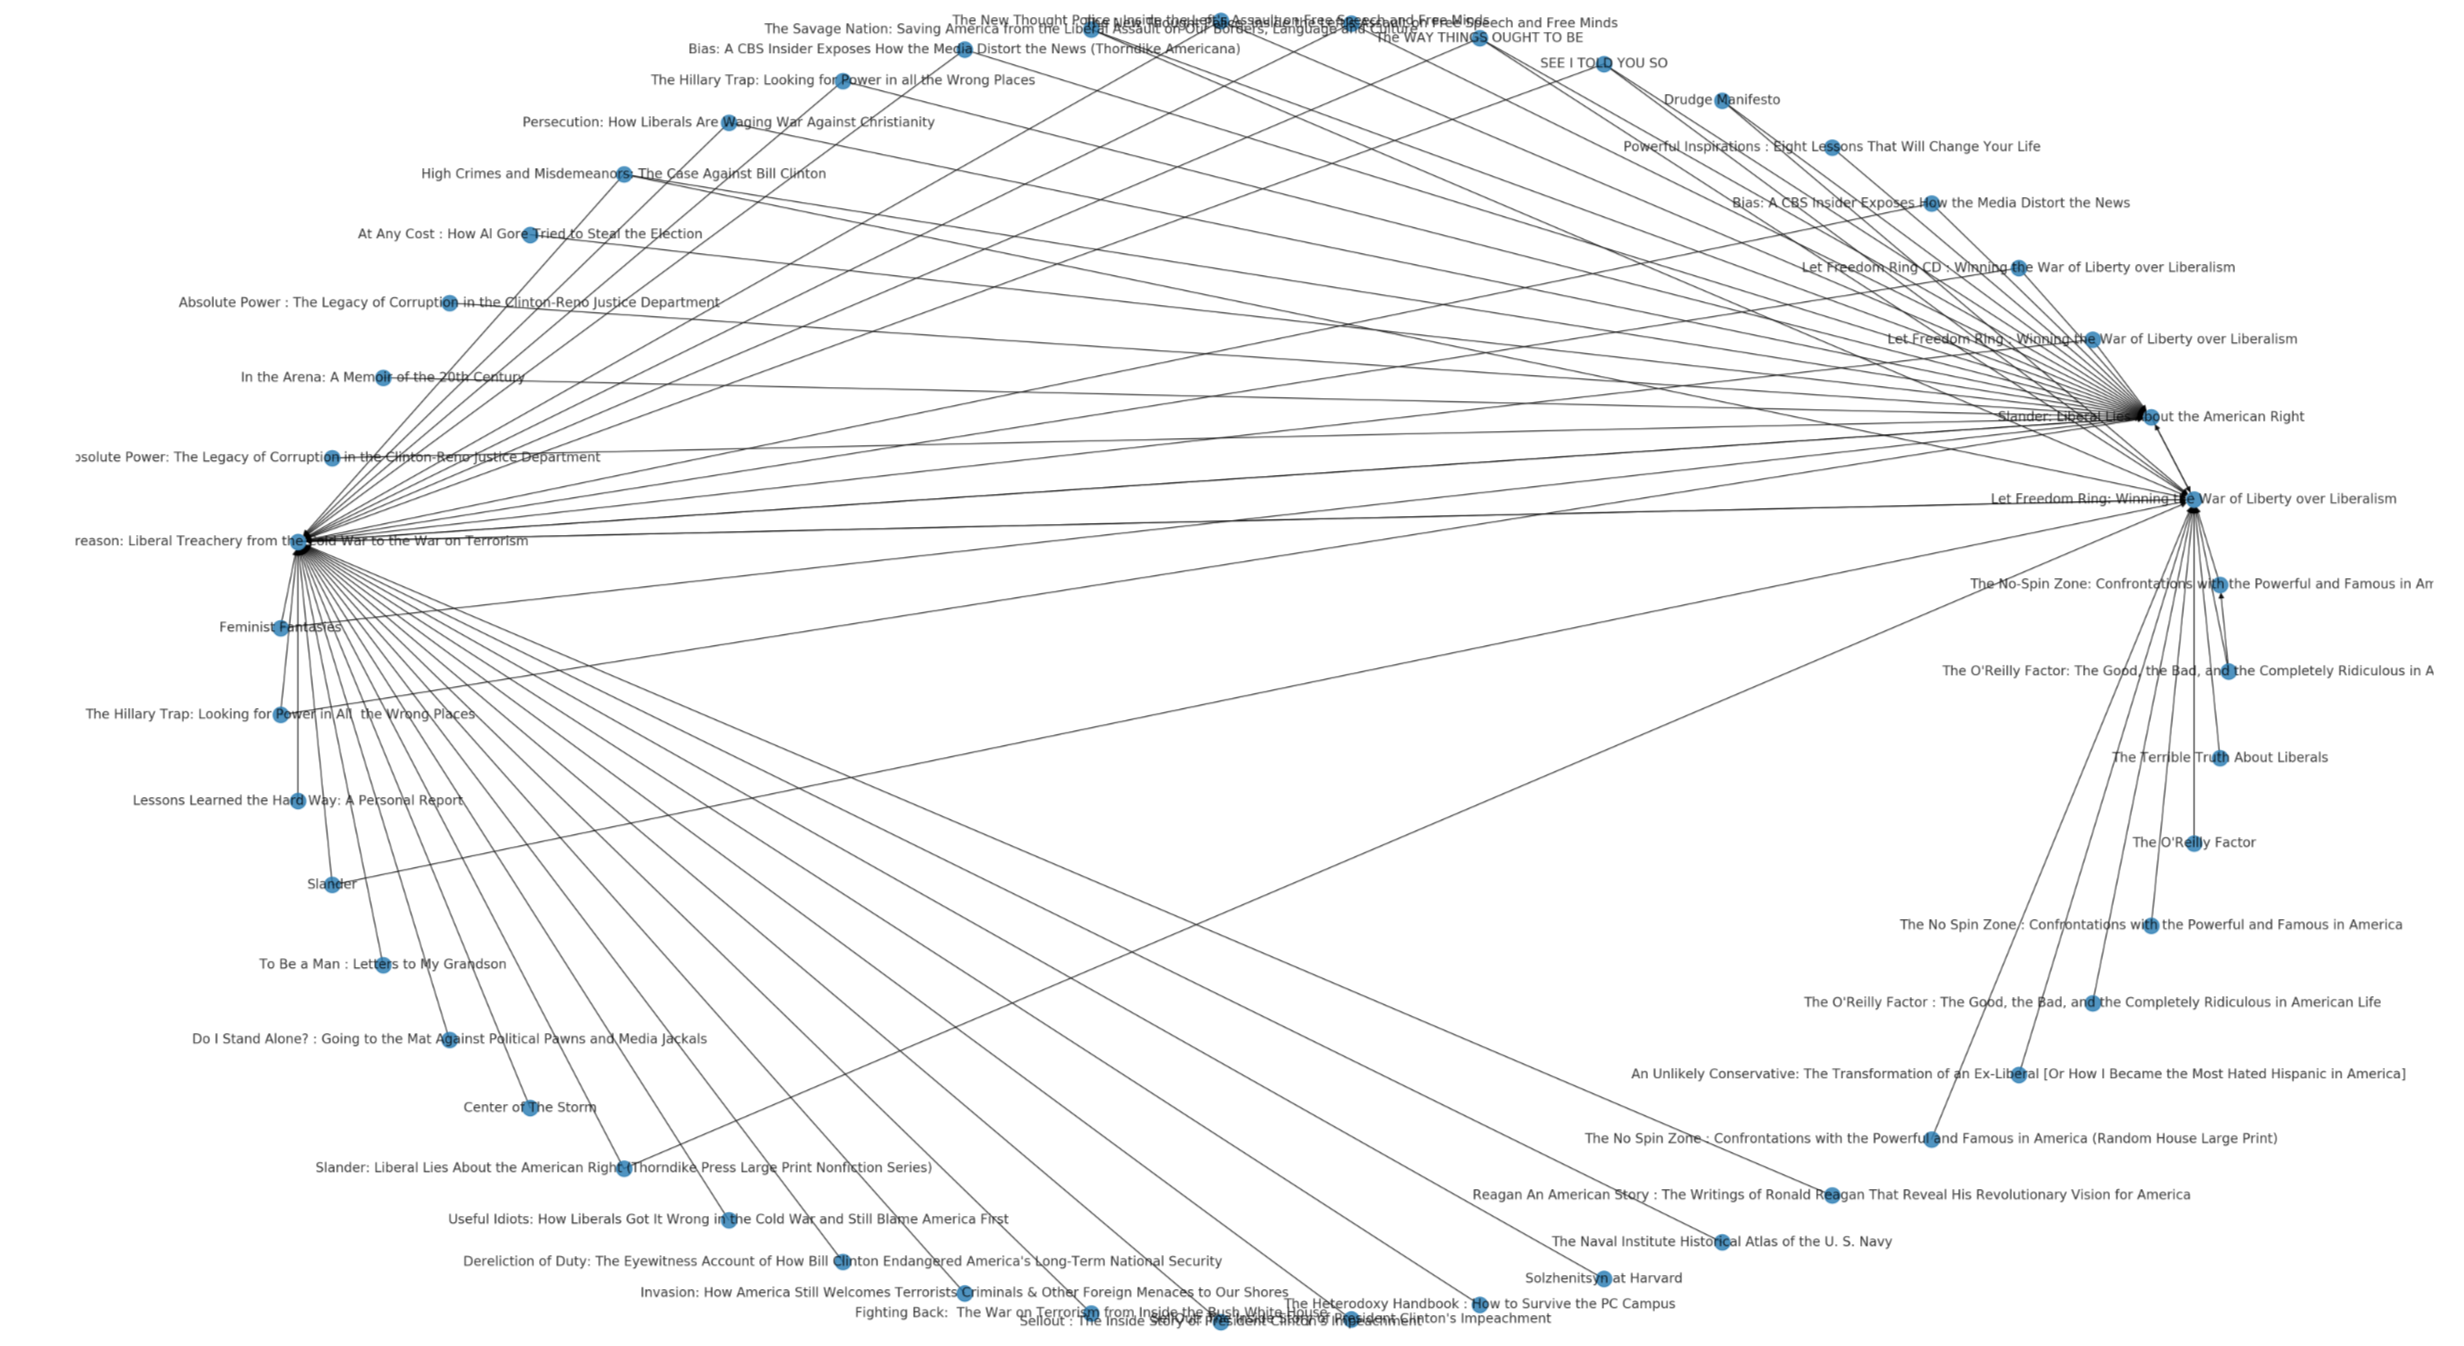 The New Thought Police : Inside the Left's Assault on Free Speech and Free Minds
The New Thought Police: Inside the Left's Assault on Free Speech and Free Minds
The Savage Nation: Saving America from the Liberal Assault on Our Borders, Language and Culture
The WAY THINGS OUGHT TO BE
Bias: A CBS Insider Exposes How the Media Distort the News (Thorndike Americana)
SEE I TOLD YOU SO
The Hillary Trap: Looking for Power in all the Wrong Places
Drudge Manifesto
Persecution: How Liberals Are Waging War Against Christianity
Powerful Inspirations : Eight Lessons That Will Change Your Life
High Crimes and Misdemeanors: The Case Against Bill Clinton
Bias: A CBS Insider Exposes How the Media Distort the News
At Any Cost : How Al Gore Tried to Steal the Election
Let Freedom Ring CD : Winning the War of Liberty over Liberalism
Absolute Power : The Legacy of Corruption in the Clinton-Reno Justice Department
Let Freedom Ring : Winning the War of Liberty over Liberalism
In the Arena: A Memoir of the 20th Century
Slander: Liberal Lies About the American Right
bsolute Power: The Legacy of Corruption in the Clinton-Reno Justice Department
Let Freedom Ring: Winning the War of Liberty over Liberalism
reason: Liberal Treachery from the Cold War to the War on Terrorism
The No-Spin Zone: Confrontations with the Powerful and Famous in Am
Feminist Fantasies
The O'Reilly Factor: The Good, the Bad, and the Completely Ridiculous in A
The Hillary Trap: Looking for Power in All  the Wrong Places
The Terrible Truth About Liberals
Lessons Learned the Hard Way: A Personal Report
The O'Reilly Factor
Slander
The No Spin Zone : Confrontations with the Powerful and Famous in America
To Be a Man : Letters to My Grandson
The O'Reilly Factor : The Good, the Bad, and the Completely Ridiculous in American Life
Do I Stand Alone? : Going to the Mat Against Political Pawns and Media Jackals
An Unlikely Conservative: The Transformation of an Ex-Liberal [Or How I Became the Most Hated Hispanic in America]
Center of The Storm
The No Spin Zone : Confrontations with the Powerful and Famous in America (Random House Large Print)
Slander: Liberal Lies About the American Right (Thorndike Press Large Print Nonfiction Series)
Reagan An American Story : The Writings of Ronald Reagan That Reveal His Revolutionary Vision for America
Useful Idiots: How Liberals Got It Wrong in the Cold War and Still Blame America First
The Naval Institute Historical Atlas of the U. S. Navy
Dereliction of Duty: The Eyewitness Account of How Bill Clinton Endangered America's Long-Term National Security
Solzhenitsyn at Harvard
Invasion: How America Still Welcomes Terrorists Criminals & Other Foreign Menaces to Our Shores
The Heterodoxy Handbook : How to Survive the PC Campus
Fighting Back:  The War on Terrorism from Inside the Bush White House
Sellout: The Inside Story of President Clinton's Impeachment
Sellout : The Inside Story of President Clinton's Impeachment